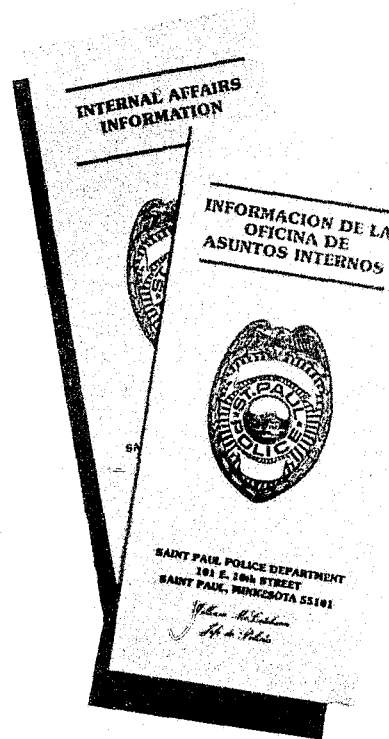 INTERNAL AFFAIRS
INFORMATION
INFORMACION DE LA
OFICINA DE
ASUNTOS INTERNOS
ST. PAUL
POLICE
SAINT PAUL POLICE DEPARTMENT
101 E. 10th STREET
SAINT PAUL, MINNESOTA 55101
William
Jefe de Policia